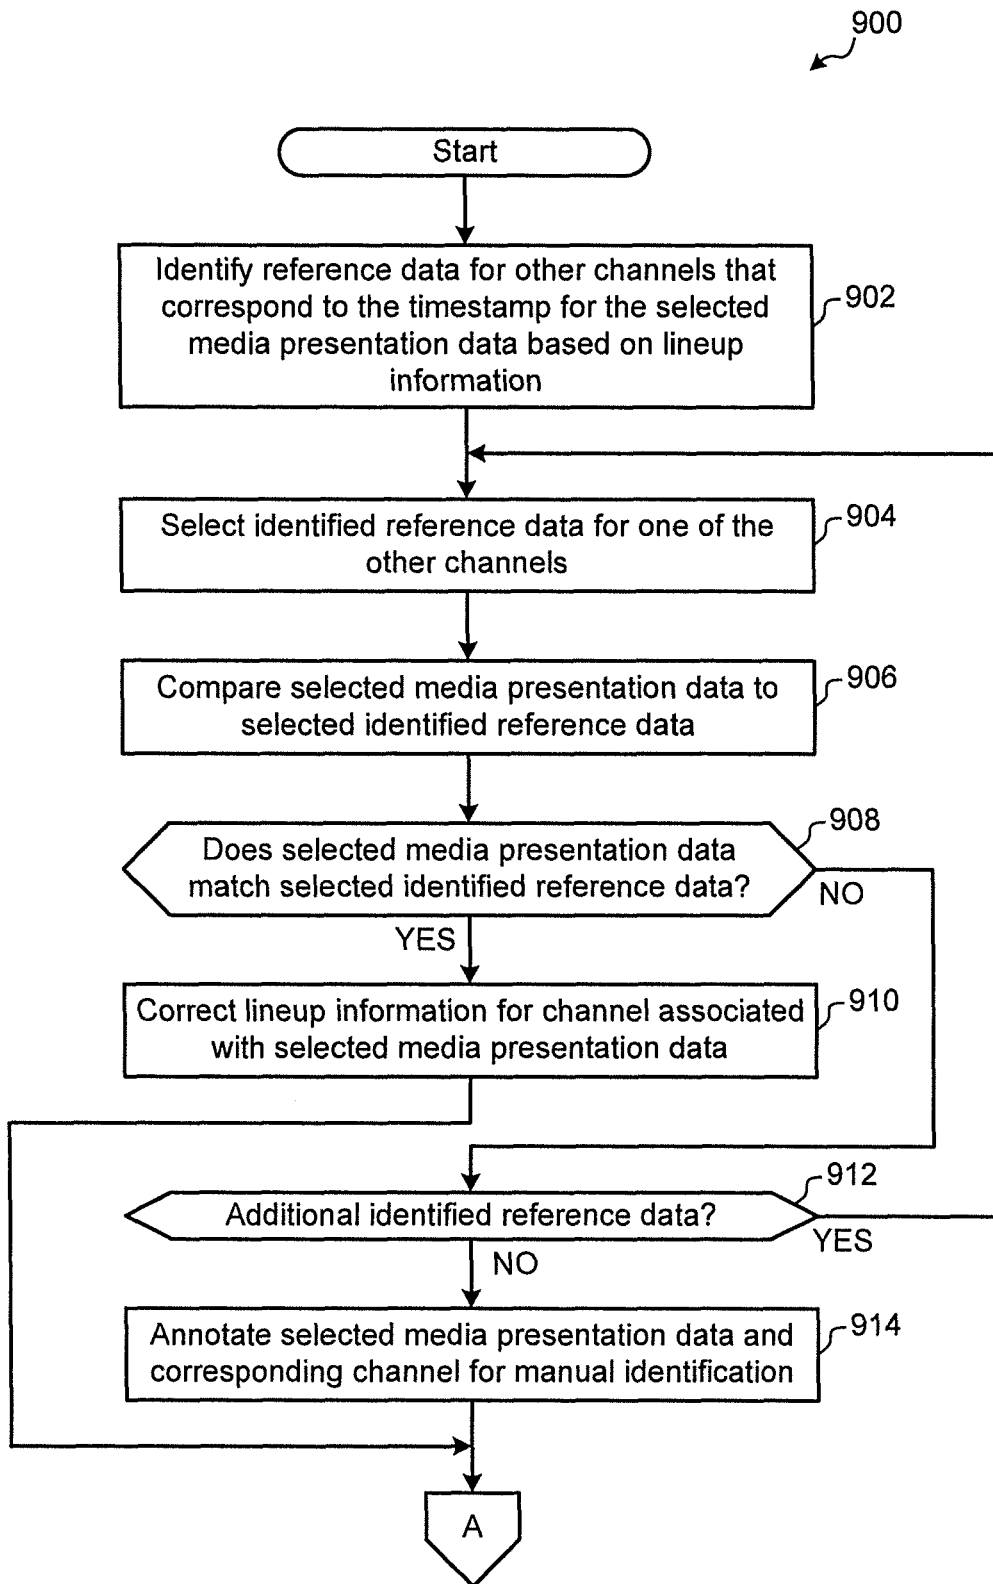 900
Start
Identify reference data for other channels that
correspond to the timestamp for the selected
media presentation data based on lineup
information
902
Select identified reference data for one of the
other channels
904
Compare selected media presentation data to
selected identified reference data
906
Does selected media presentation data
match selected identified reference data?
908
NO
YES
Correct lineup information for channel associated
with selected media presentation data
910
Additional identified reference data?
912
YES
NO
Annotate selected media presentation data and
corresponding channel for manual identification
914
A